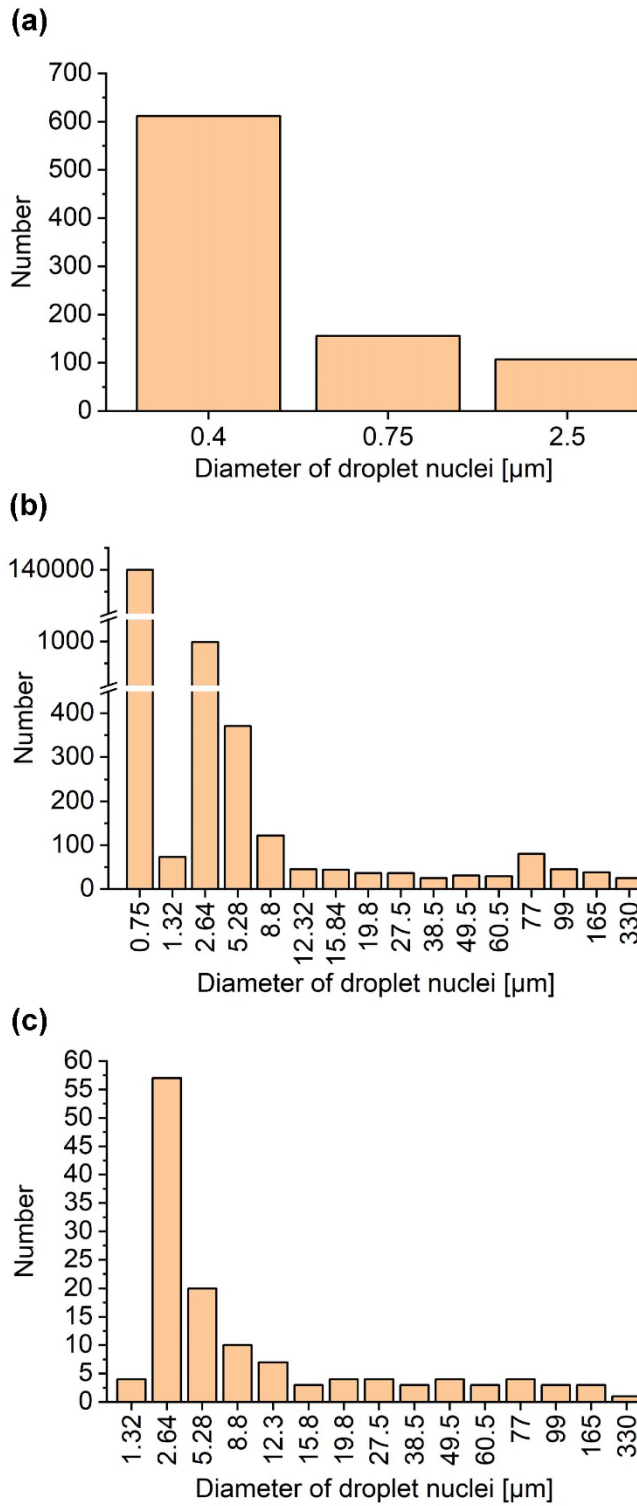 (a)
700
600
500
400
300
200
100
0
Number
0.4 0.75 2.5
Diameter of droplet nuclei [µm]
(b)
140000
1000
400
300
200
100
0
Number
0.75 1.32 2.64 5.28 8.8 12.32 15.84 19.8 27.5 38.5 49.5 60.5 77 99 165 330
Diameter of droplet nuclei [µm]
(c)
60
55
50
45
40
35
30
25
20
15
10
5
0
Number
1.32 2.64 5.28 8.8 12.3 15.8 19.8 27.5 38.5 49.5 60.5 77 99 165 330
Diameter of droplet nuclei [µm]